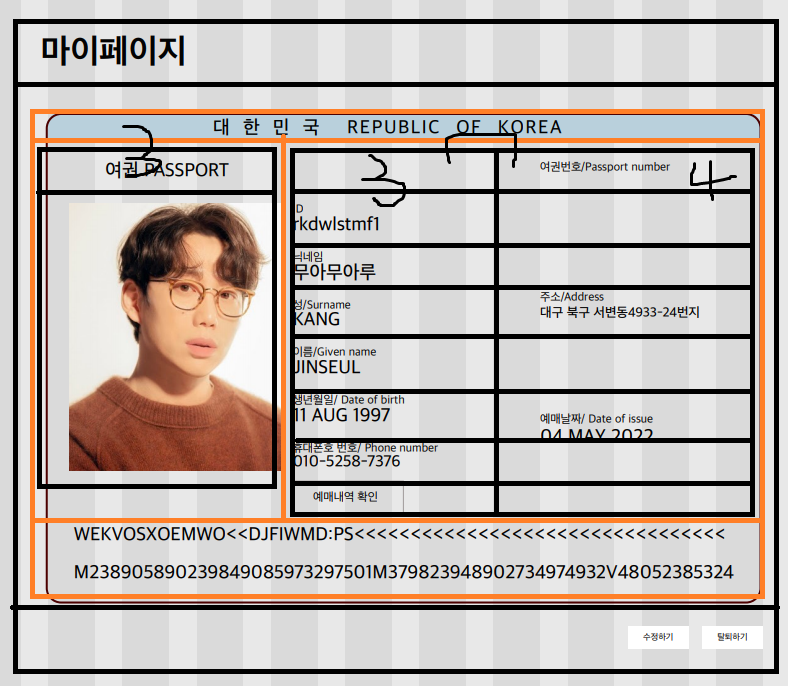 마이페이지
대 한 민 국 REPUBLIC OF KOREA
3
여권 PASSPORT
3
여권번호/Passport number
4
ID
rkdwlstmf1
닉네임
무아무아루
성/Surname
KANG
주소/Address
대구 북구 서변동4933-24번지
이름/Given name
JINSEUL
생년월일/ Date of birth
11 AUG 1997
예매날짜/ Date of issue
04 MAY 2022
휴대폰호 번호/ Phone number
010-5258-7376
예매내역 확인
WEKVOSXOEMWO<<DJFIWMD:PS<<<<<<<<<<<<<<<<<<<<<<<<<<<<<<<<<
M23890589023984908597329750​1M379823948902734974932V48052385324
수정하기
탈퇴하기